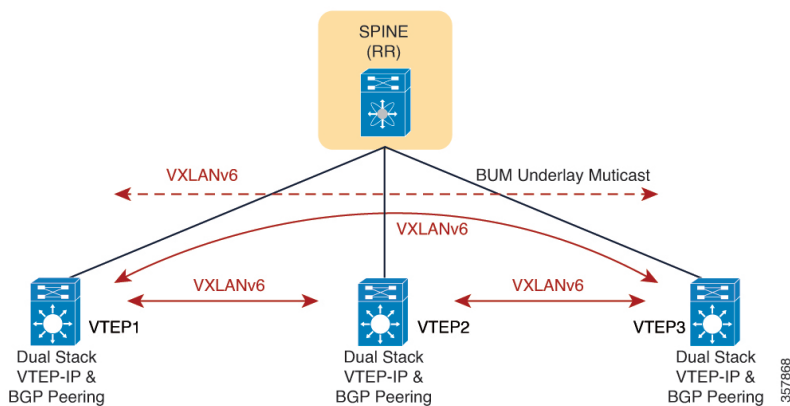 SPINE
(RR)
VXLANv6
BUM Underlay Muticast
VXLANv6
VXLANv6
VXLANv6
VTEP1
VTEP2
VTEP3
Dual Stack
VTEP-IP &
BGP Peering
Dual Stack
VTEP-IP &
BGP Peering
Dual Stack
VTEP-IP &
BGP Peering
357868